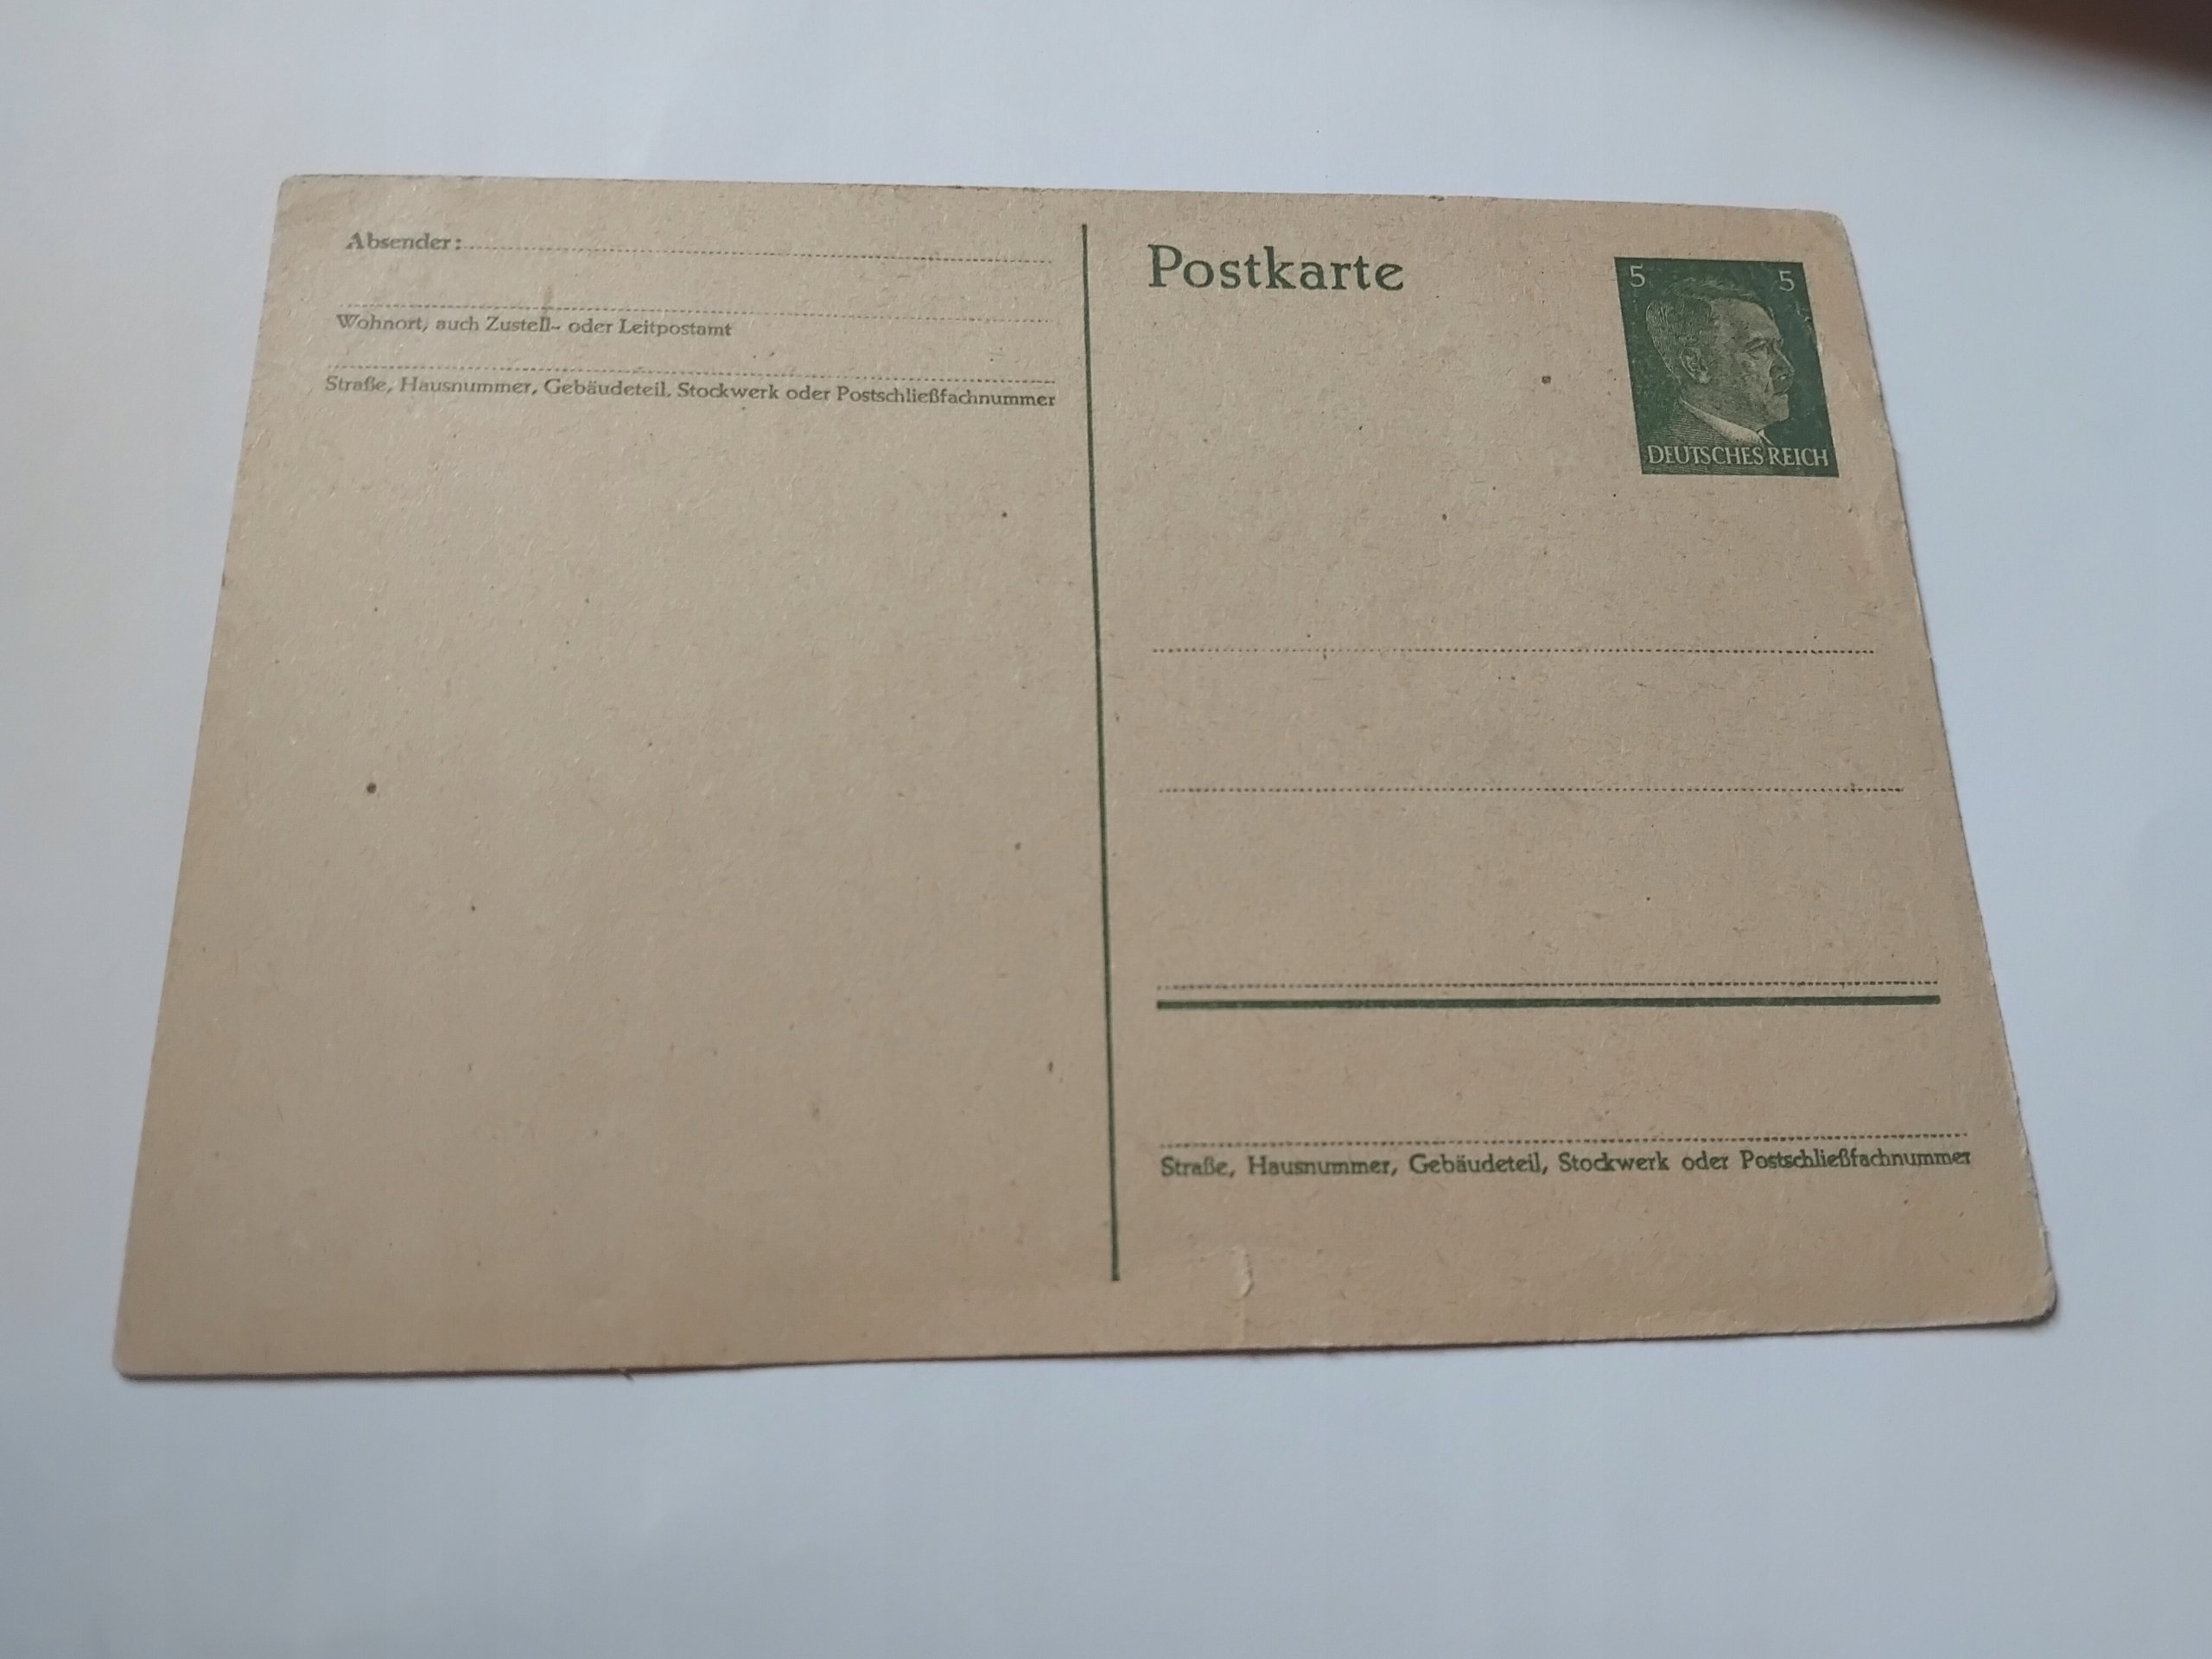 Absender:
Wohnort, auch Zustell- oder Leitpostamt
Straße, Hausnummer, Gebäudeteil, Stockwerk oder Postschließfachnummer
Postkarte
5 5
DEUTSCHES REICH
Straße, Hausnummer, Gebäudeteil, Stockwerk oder Postschließfachnummer